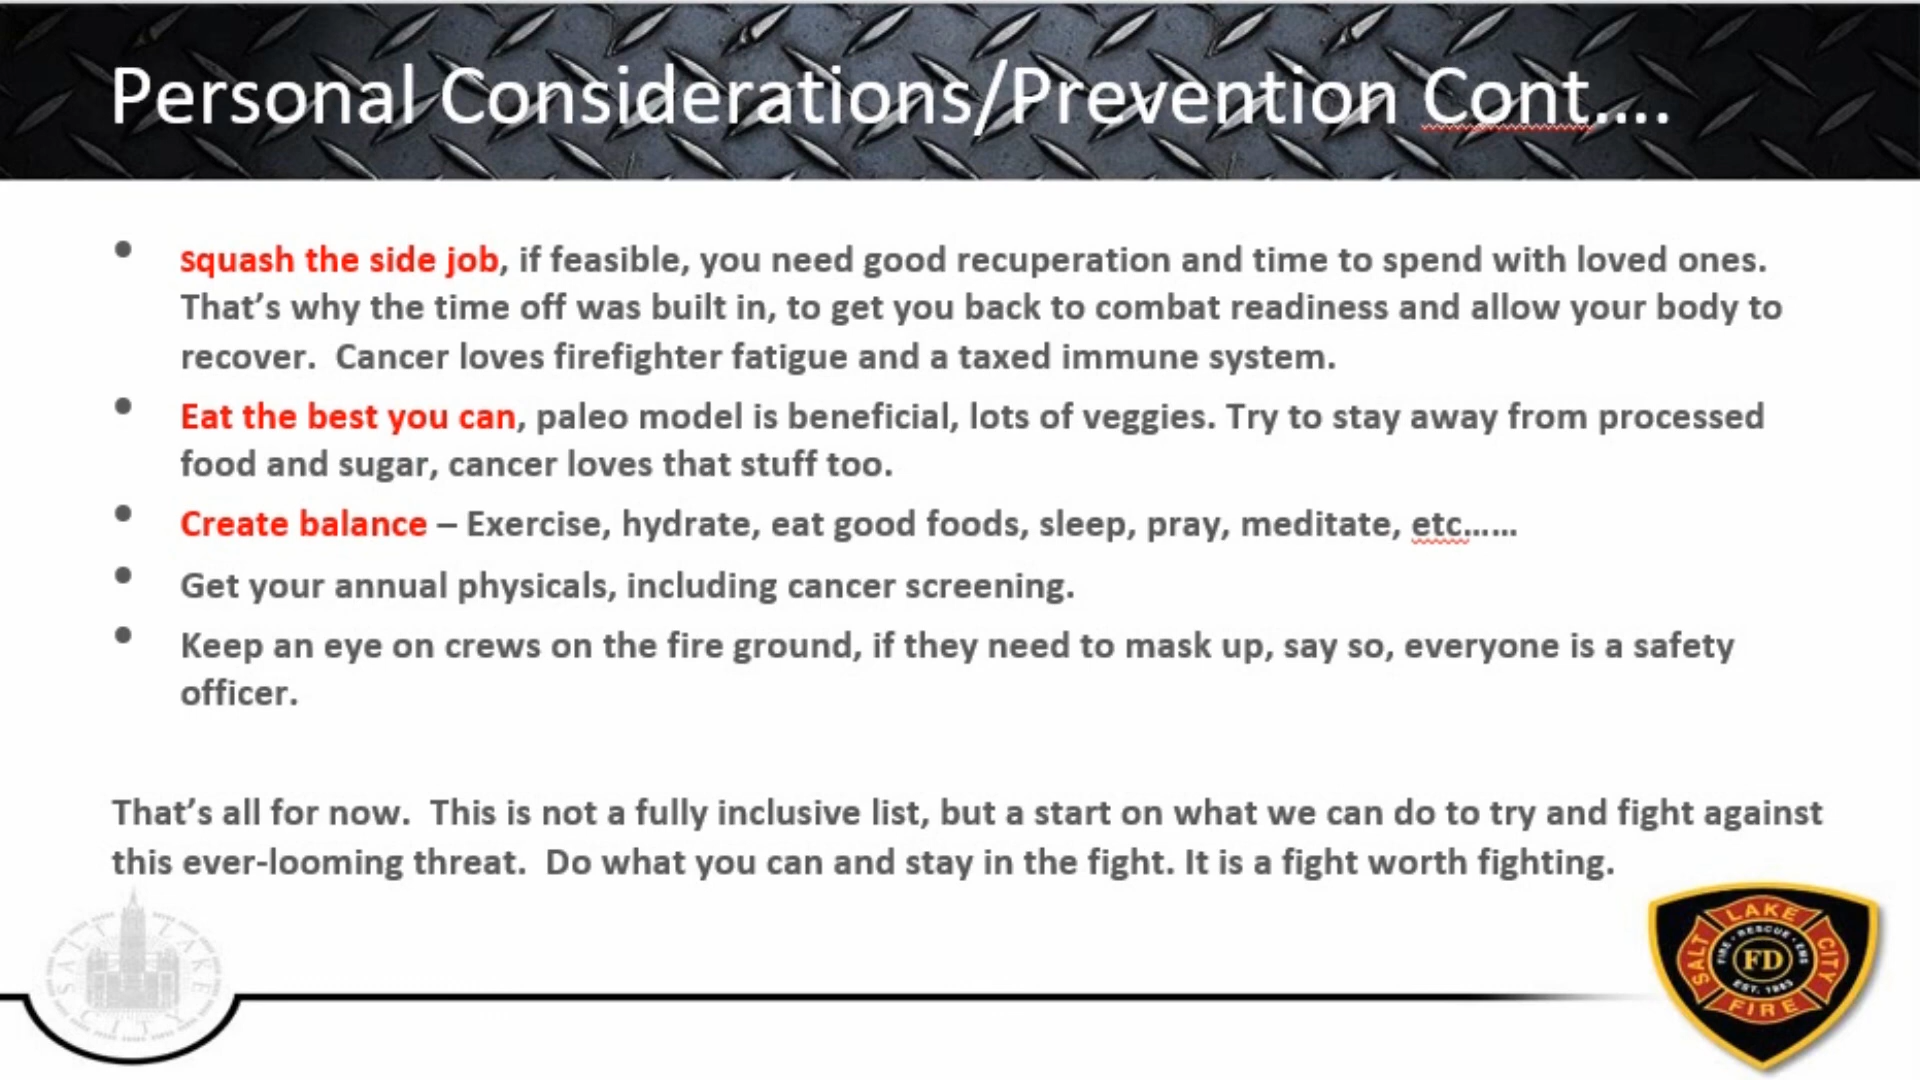 Personal Considerations/Prevention Cont....
• squash the side job, if feasible, you need good recuperation and time to spend with loved ones.
That's why the time off was built in, to get you back to combat readiness and allow your body to
recover.  Cancer loves firefighter fatigue and a taxed immune system.
• Eat the best you can, paleo model is beneficial, lots of veggies. Try to stay away from processed
food and sugar, cancer loves that stuff too.
• Create balance – Exercise, hydrate, eat good foods, sleep, pray, meditate, etc......
• Get your annual physicals, including cancer screening.
• Keep an eye on crews on the fire ground, if they need to mask up, say so, everyone is a safety
officer.
That's all for now.  This is not a fully inclusive list, but a start on what we can do to try and fight against
this ever-looming threat.  Do what you can and stay in the fight. It is a fight worth fighting.
SALT LAKE
CITY
SALT LAKE CITY
FIRE • RESCUE • EMS
FD
EST. 1883
FIRE